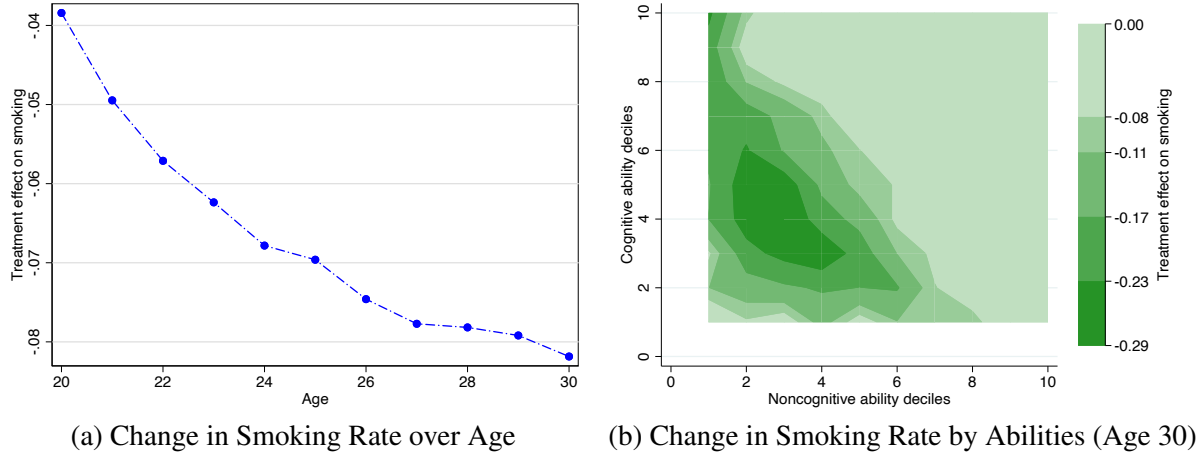 -.04
-.05
-.06
-.07
-.08
Treatment effect on smoking
20 22 24 26 28 30
Age
(a) Change in Smoking Rate over Age
10
8
6
4
2
0
Cognitive ability deciles
0 2 4 6 8 10
Noncognitive ability deciles
0.00
-0.08
-0.11
-0.17
-0.23
-0.29
Treatment effect on smoking
(b) Change in Smoking Rate by Abilities (Age 30)